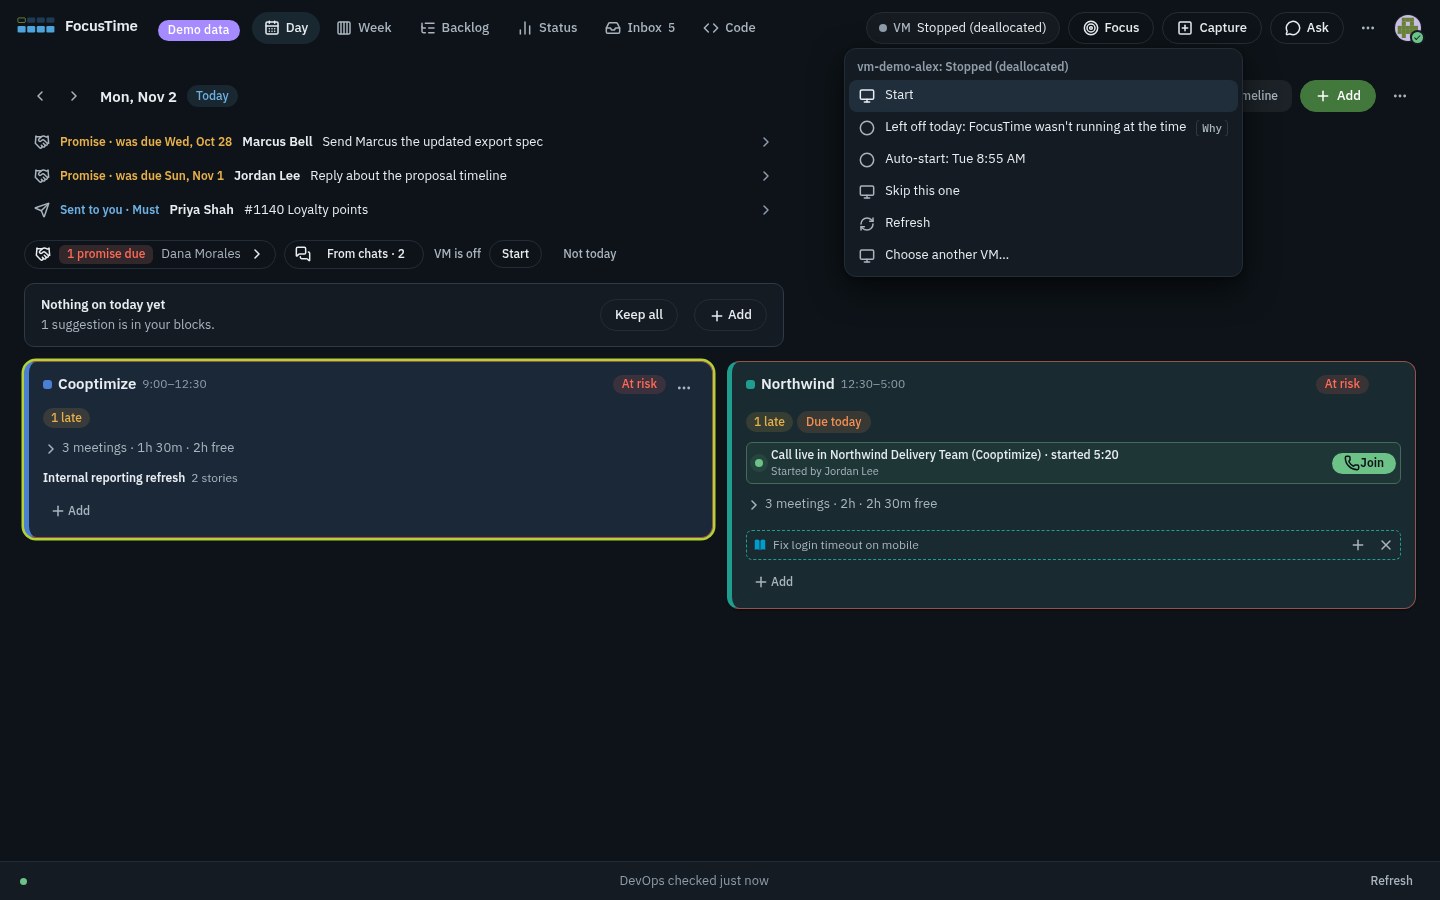 FocusTime
Demo data
Day
Week
Backlog
Status
Inbox 5
Code
VM Stopped (deallocated)
Focus
Capture
Ask
vm-demo-alex: Stopped (deallocated)
Start
Left off today: FocusTime wasn't running at the time Why
Auto-start: Tue 8:55 AM
Skip this one
Refresh
Choose another VM...
Mon, Nov 2 Today
Add
Promise · was due Wed, Oct 28 Marcus Bell Send Marcus the updated export spec
Promise · was due Sun, Nov 1 Jordan Lee Reply about the proposal timeline
Sent to you · Must Priya Shah #1140 Loyalty points
1 promise due Dana Morales
From chats · 2
VM is off Start Not today
Nothing on today yet
1 suggestion is in your blocks.
Keep all
Add
Cooptimize 9:00–12:30 At risk
1 late
3 meetings · 1h 30m · 2h free
Internal reporting refresh 2 stories
Add
Northwind 12:30–5:00 At risk
1 late Due today
Call live in Northwind Delivery Team (Cooptimize) · started 5:20
Started by Jordan Lee
Join
3 meetings · 2h · 2h 30m free
Fix login timeout on mobile
Add
DevOps checked just now
Refresh